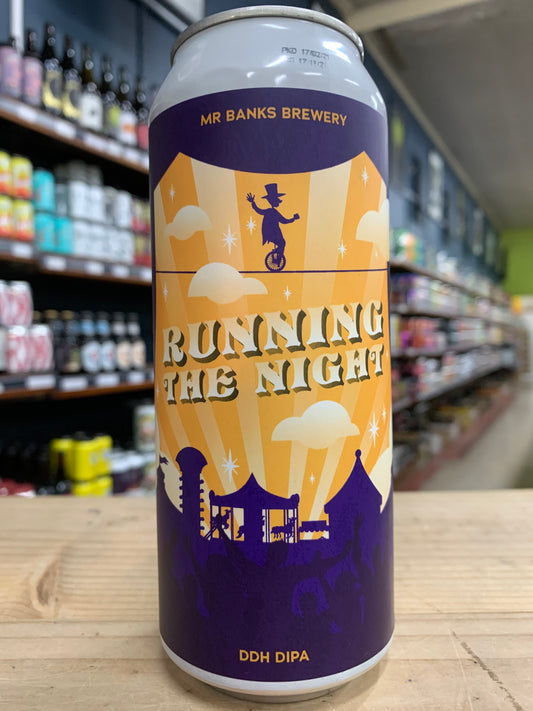 MR BANKS BREWERY
RUNNING
THE NIGHT
DDH DIPA